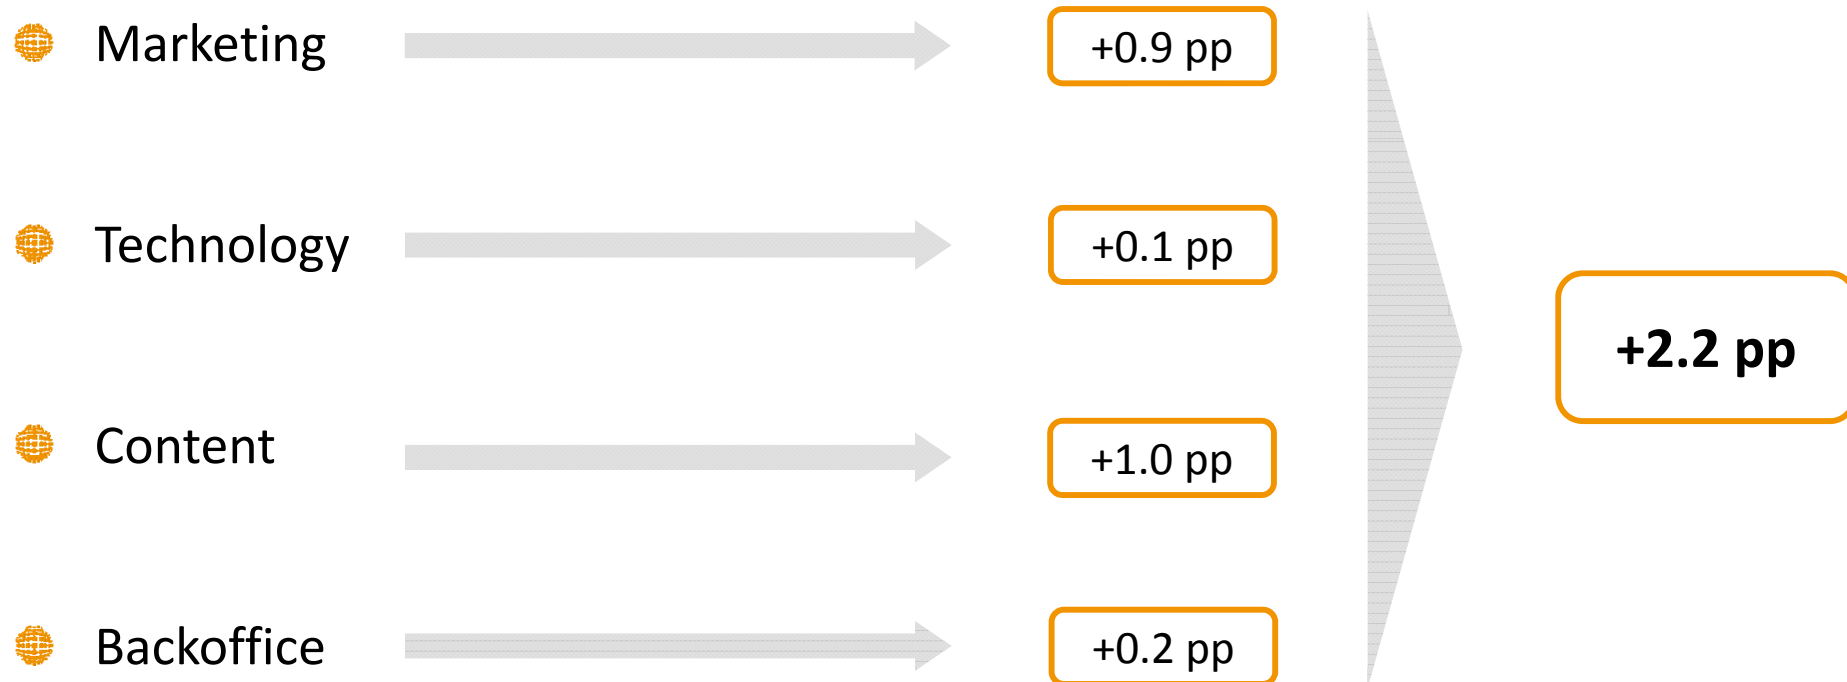 Marketing +0.9 pp
Technology +0.1 pp
+2.2 pp
Content +1.0 pp
Backoffice +0.2 pp